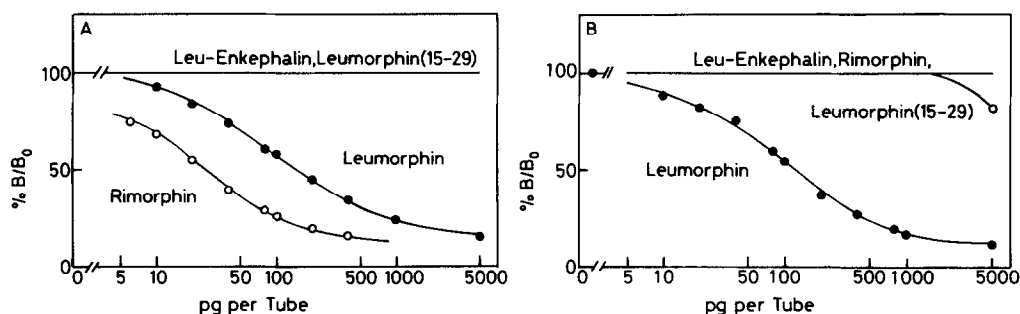 A
Leu-Enkephalin,Leumorphin(15-29)
100
50
0
% B/B₀
Leumorphin
Rimorphin
0 5 10 50 100 500 1000 5000
pg per Tube
B
Leu-Enkephalin,Rimorphin,
Leumorphin(15-29)
100
50
0
% B/B₀
Leumorphin
0 5 10 50 100 500 1000 5000
pg per Tube